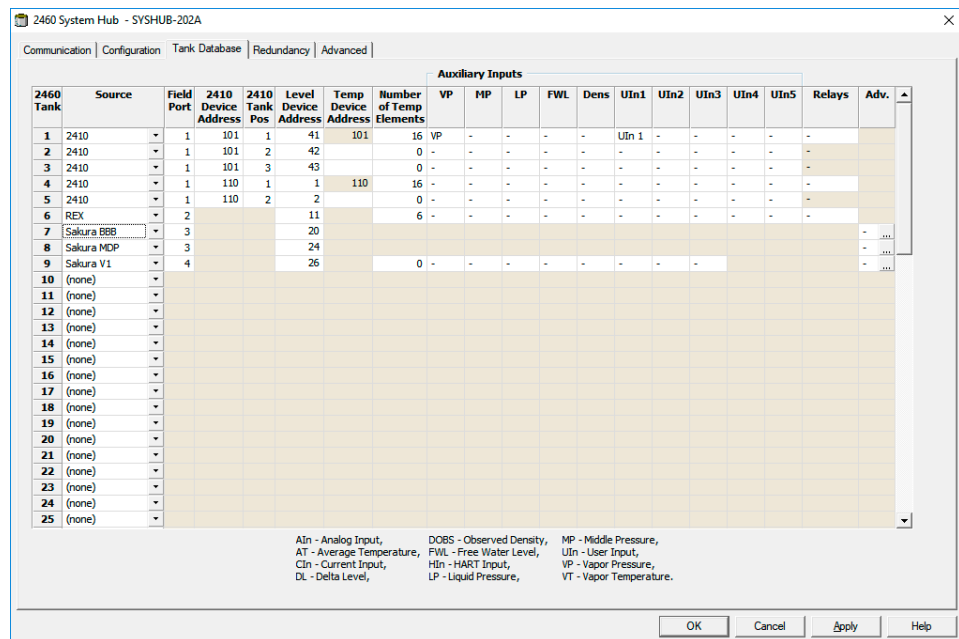 2460 System Hub - SYSHUB-202A
Communication Configuration Tank Database Redundancy Advanced
Auxiliary Inputs
2460 Tank Source Field Port 2410 Device Address 2410 Tank Pos Level Device Address Temp Device Address Number of Temp Elements VP MP LP FWL Dens UIn1 UIn2 UIn3 UIn4 UIn5 Relays Adv.
1 2410 1 101 1 41 101 16 VP - - - - UIn 1 - - - - -
2 2410 1 101 2 42 0 - - - - - - - - - - -
3 2410 1 101 3 43 0 - - - - - - - - - - -
4 2410 1 110 1 1 110 16 - - - - - - - - - - -
5 2410 1 110 2 2 0 - - - - - - - - - - -
6 REX 2 11 6 - - - - - - - - - - -
7 Sakura BBB 3 20 - ...
8 Sakura MDP 3 24 - ...
9 Sakura V1 4 26 0 - - - - - - - - - ...
10 (none)
11 (none)
12 (none)
13 (none)
14 (none)
15 (none)
16 (none)
17 (none)
18 (none)
19 (none)
20 (none)
21 (none)
22 (none)
23 (none)
24 (none)
25 (none)
AIn - Analog Input, DOBS - Observed Density, MP - Middle Pressure,
AT - Average Temperature, FWL - Free Water Level, UIn - User Input,
CIn - Current Input, HIn - HART Input, VP - Vapor Pressure,
DL - Delta Level, LP - Liquid Pressure, VT - Vapor Temperature.
OK Cancel Apply Help